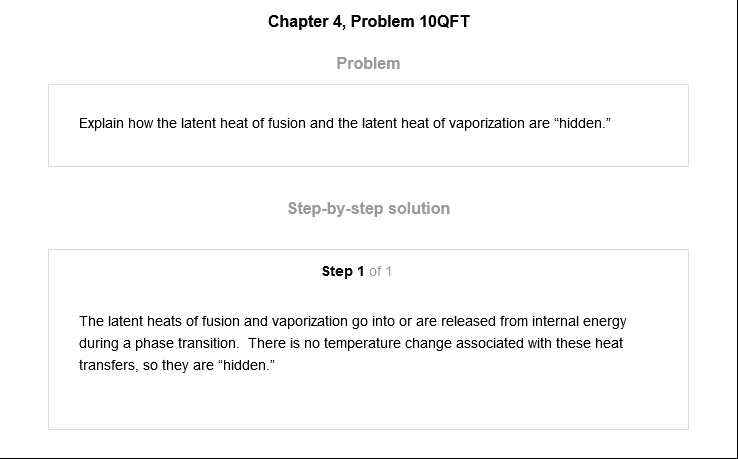 Chapter 4, Problem 10QFT
Problem
Explain how the latent heat of fusion and the latent heat of vaporization are “hidden.”
Step-by-step solution
Step 1 of 1
The latent heats of fusion and vaporization go into or are released from internal energy
during a phase transition.  There is no temperature change associated with these heat
transfers, so they are “hidden.”